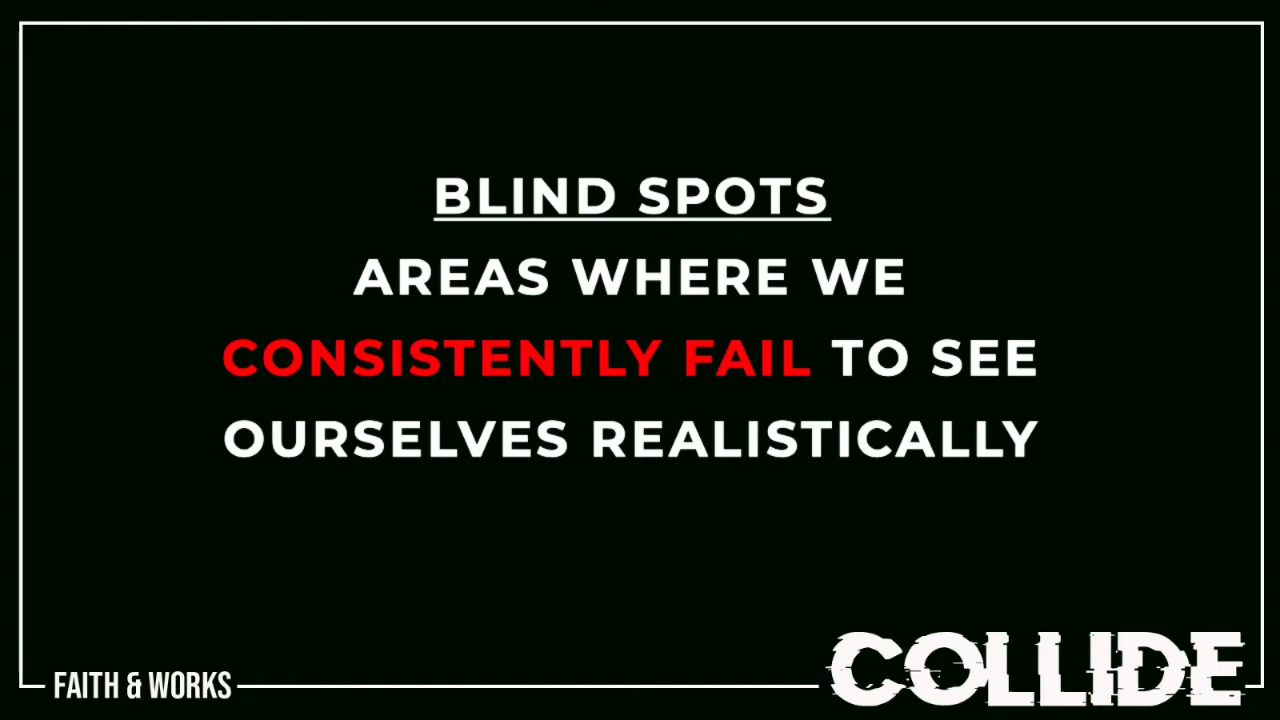 BLIND SPOTS
AREAS WHERE WE
CONSISTENTLY FAIL TO SEE
OURSELVES REALISTICALLY
FAITH & WORKS
COLLIDE